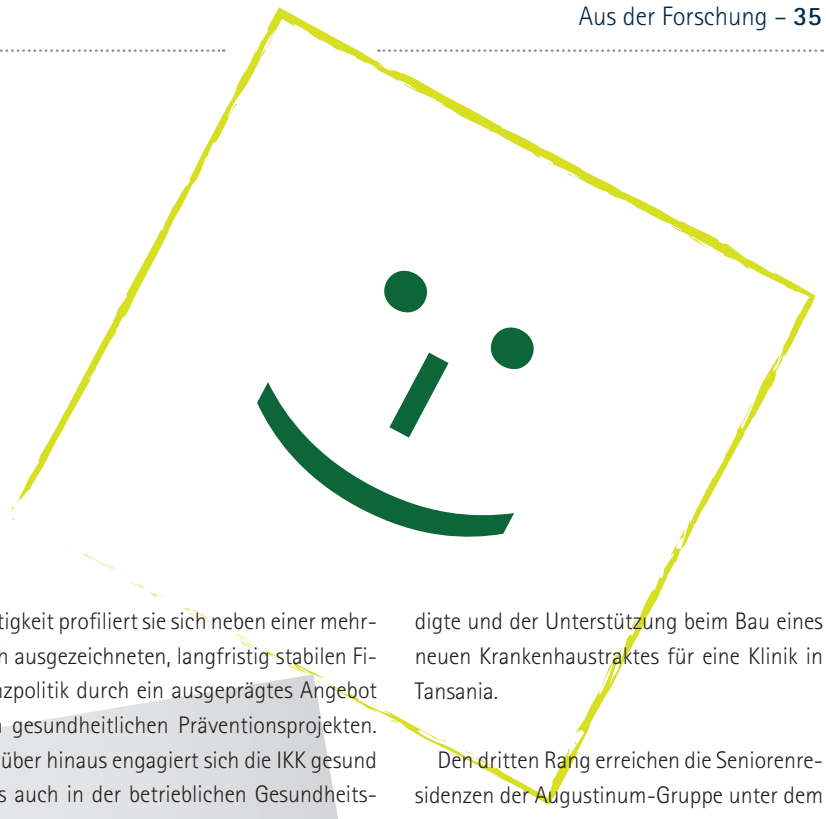 Aus der Forschung – 35
tigkeit profiliert sie sich neben einer mehr-
ausgezeichneten, langfristig stabilen Fi-
durch ein ausgeprägtes Angebot
gesundheitlichen Präventionsprojekten.
über hinaus engagiert sich die IKK gesund
auch in der betrieblichen Gesundheits-
digte und der Unterstützung beim Bau eines
neuen Krankenhaustraktes für eine Klinik in
Tansania.
Den dritten Rang erreichen die Seniorenre-
sidenzen der Augustinum-Gruppe unter dem